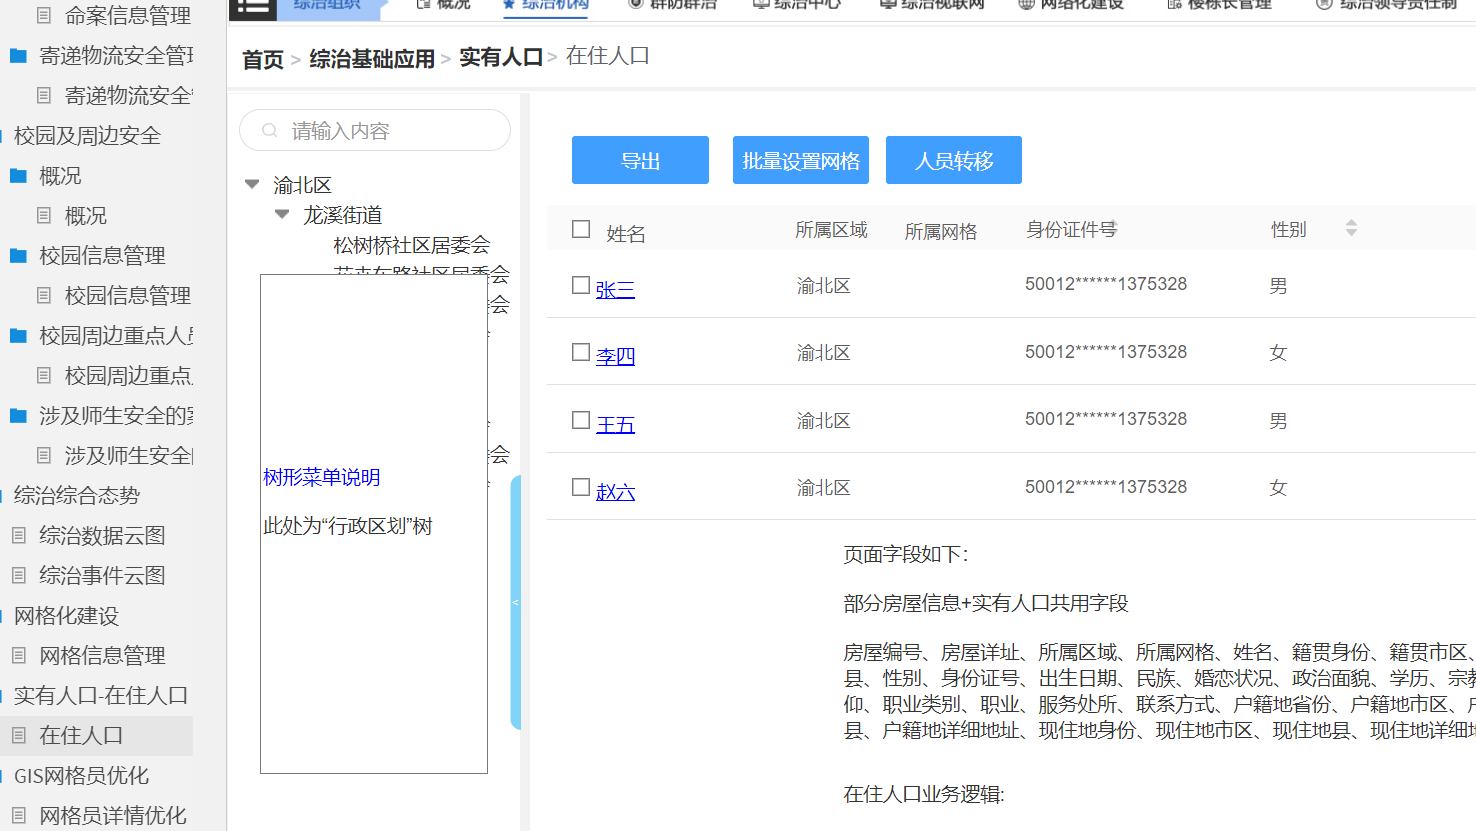 命案信息管理
寄递物流安全管理
寄递物流安全
校园及周边安全
概况
概况
校园信息管理
校园信息管理
校园周边重点人员
校园周边重点
涉及师生安全的案
涉及师生安全
综治综合态势
综治数据云图
综治事件云图
网格化建设
网格信息管理
实有人口-在住人口
在住人口
GIS网格员优化
网格员详情优化
综治组织 概况 综治机构 群防群治 综治中心 综治视联网 网络化建设 楼栋长管理 综治领导责任制
首页 > 综治基础应用 > 实有人口 > 在住人口
请输入内容
渝北区
龙溪街道
松树桥社区居委会
花卉东路社区居委会
委会
委会
树形菜单说明
此处为“行政区划”树
<
导出 批量设置网格 人员转移
姓名 所属区域 所属网格 身份证件号 性别
张三 渝北区 50012******1375328 男
李四 渝北区 50012******1375328 女
王五 渝北区 50012******1375328 男
赵六 渝北区 50012******1375328 女
页面字段如下：
部分房屋信息+实有人口共用字段
房屋编号、房屋详址、所属区域、所属网格、姓名、籍贯身份、籍贯市区、
县、性别、身份证号、出生日期、民族、婚恋状况、政治面貌、学历、宗教
仰、职业类别、职业、服务处所、联系方式、户籍地省份、户籍地市区、户
县、户籍地详细地址、现住地身份、现住地市区、现住地县、现住地详细地
在住人口业务逻辑: